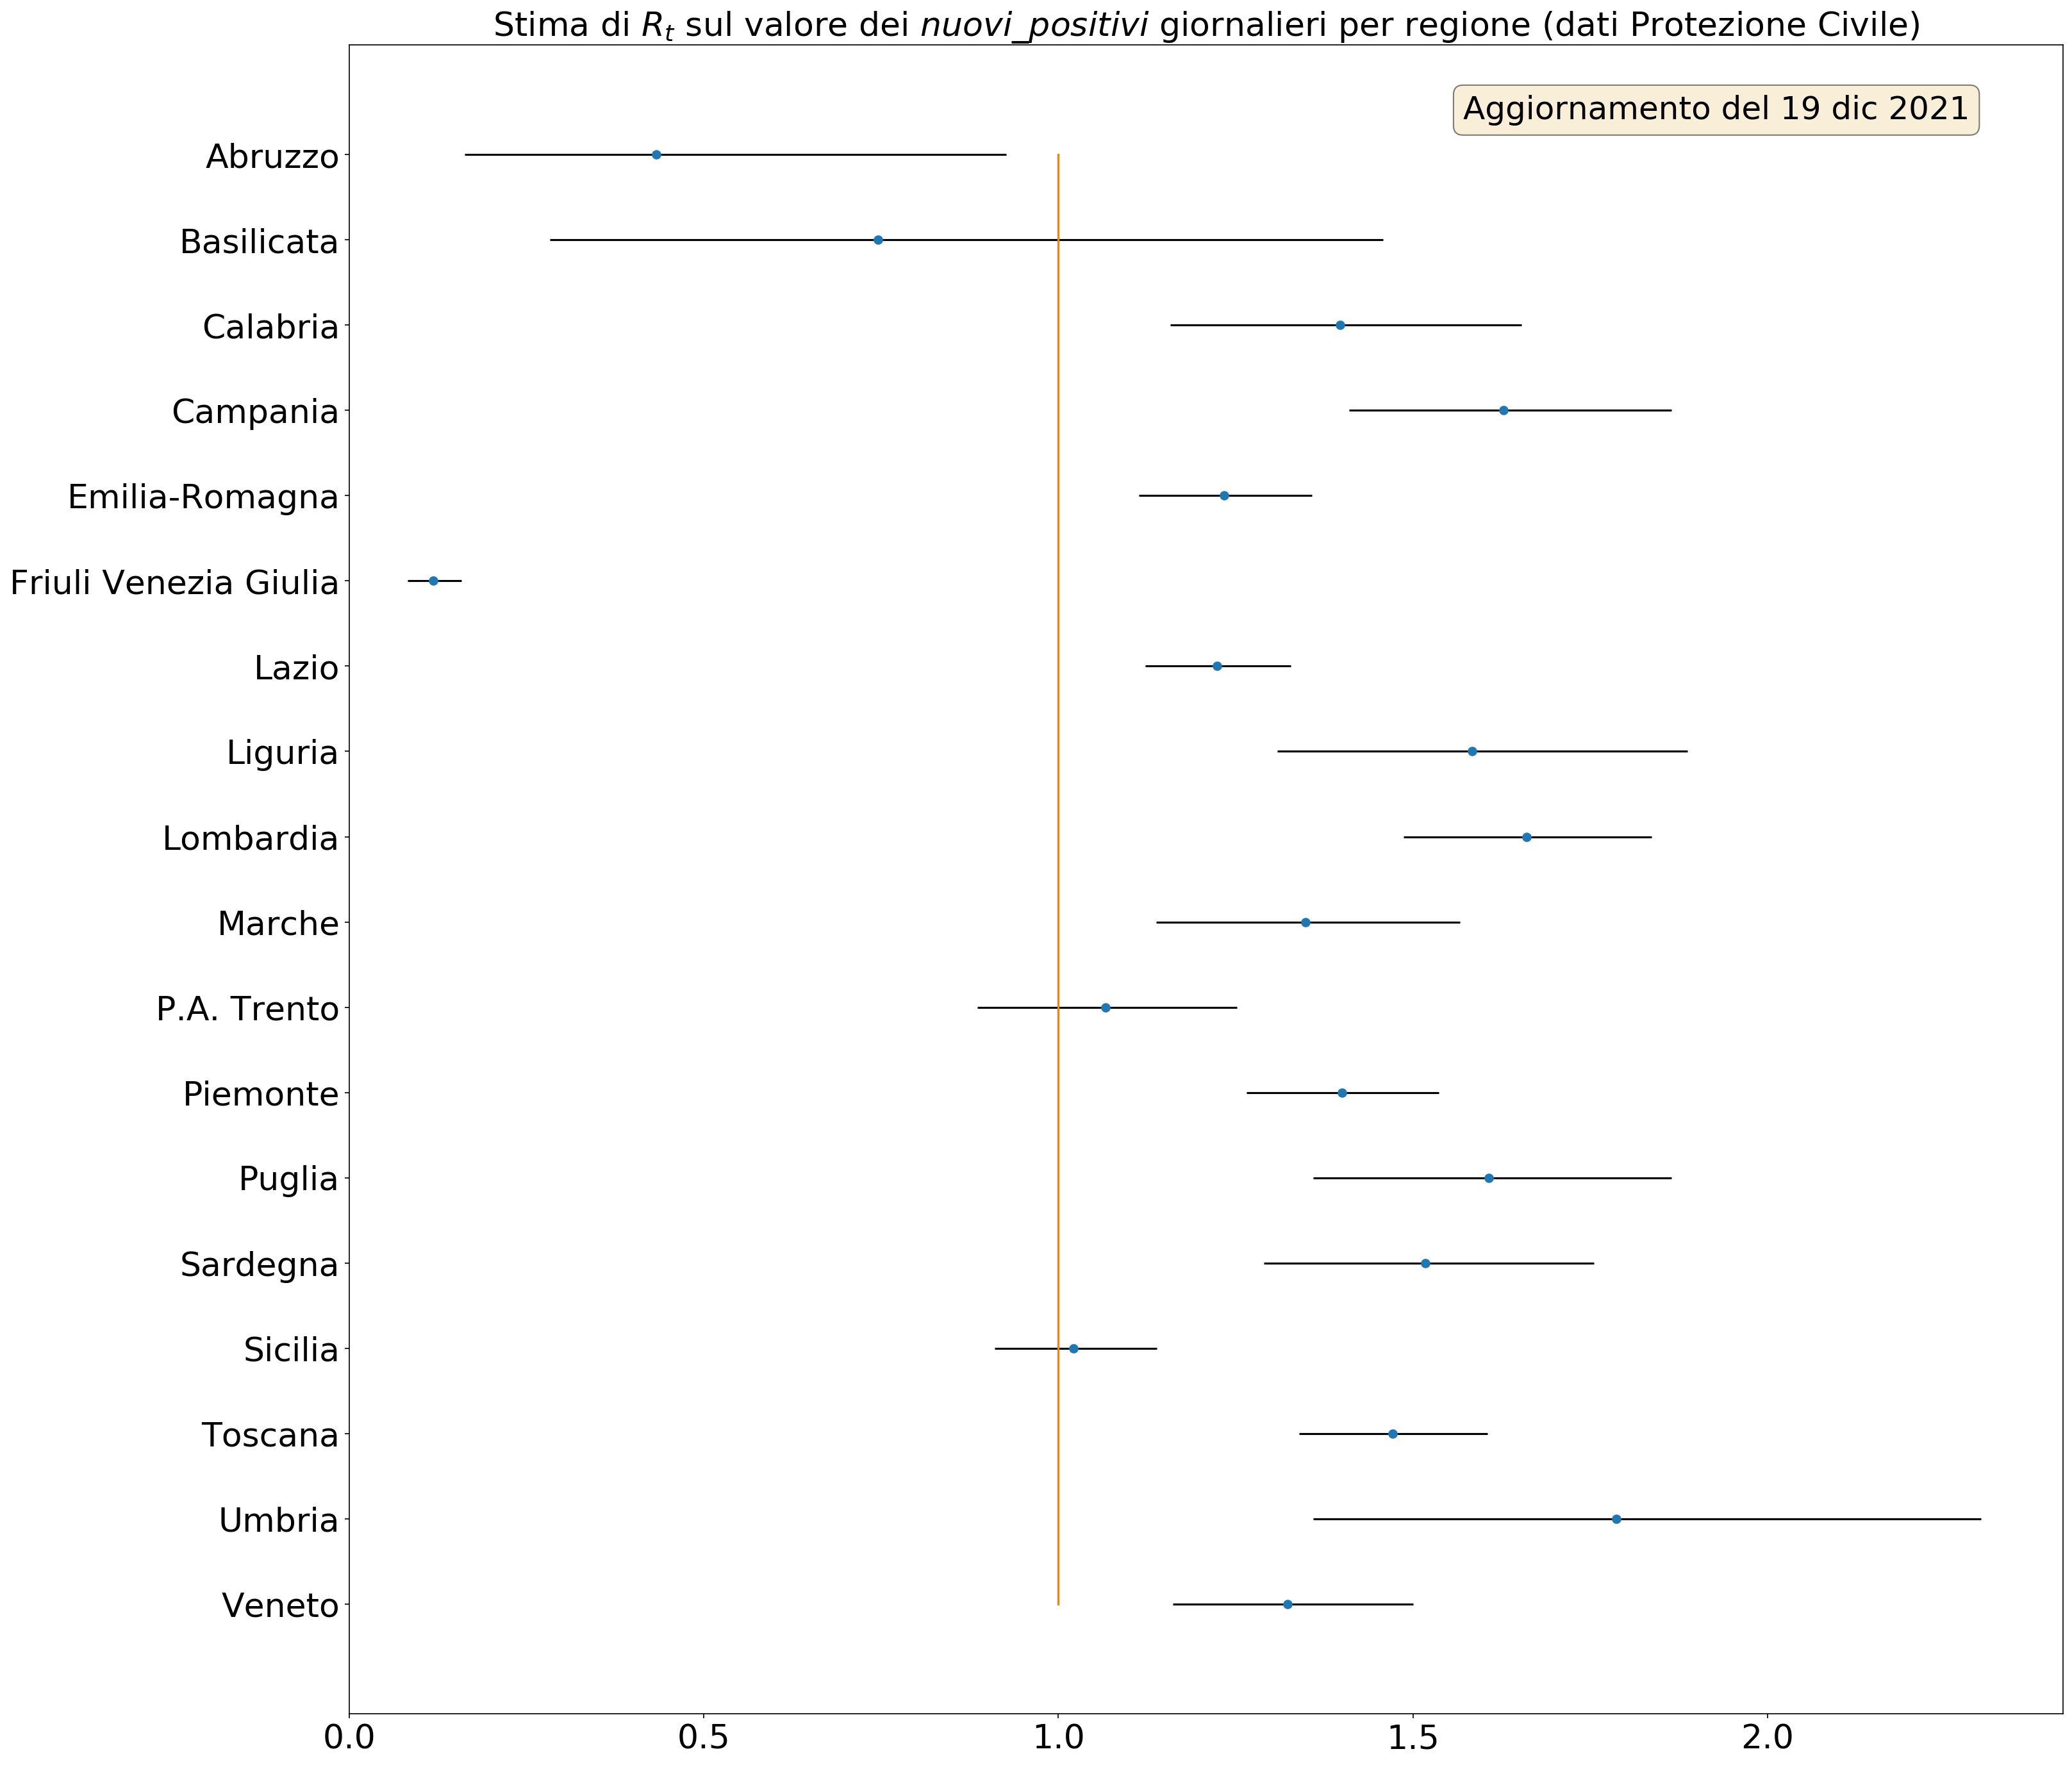 Stima di Rt sul valore dei nuovi_positivi giornalieri per regione (dati Protezione Civile)
Aggiornamento del 19 dic 2021
Abruzzo
Basilicata
Calabria
Campania
Emilia-Romagna
Friuli Venezia Giulia
Lazio
Liguria
Lombardia
Marche
P.A. Trento
Piemonte
Puglia
Sardegna
Sicilia
Toscana
Umbria
Veneto
0.0 0.5 1.0 1.5 2.0